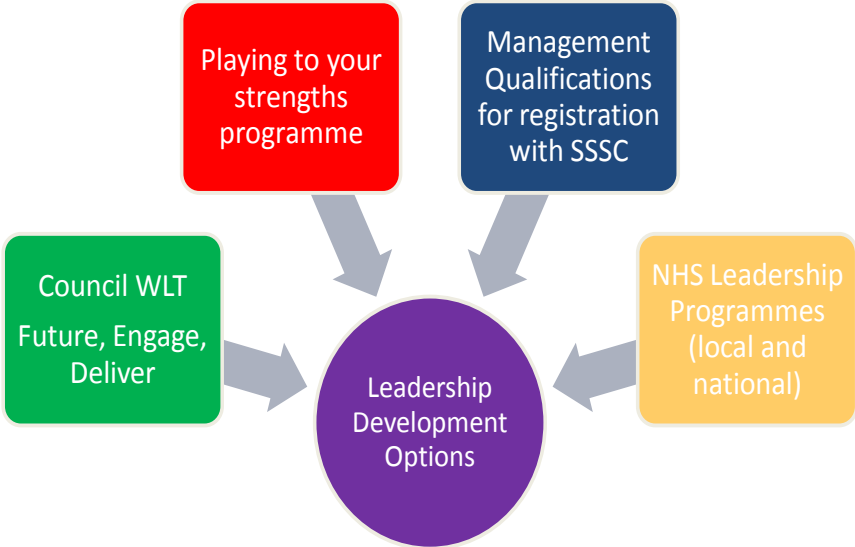 Playing to your
strengths
programme
Management
Qualifications
for registration
with SSSC
Council WLT
Future, Engage,
Deliver
NHS Leadership
Programmes
(local and
national)
Leadership
Development
Options